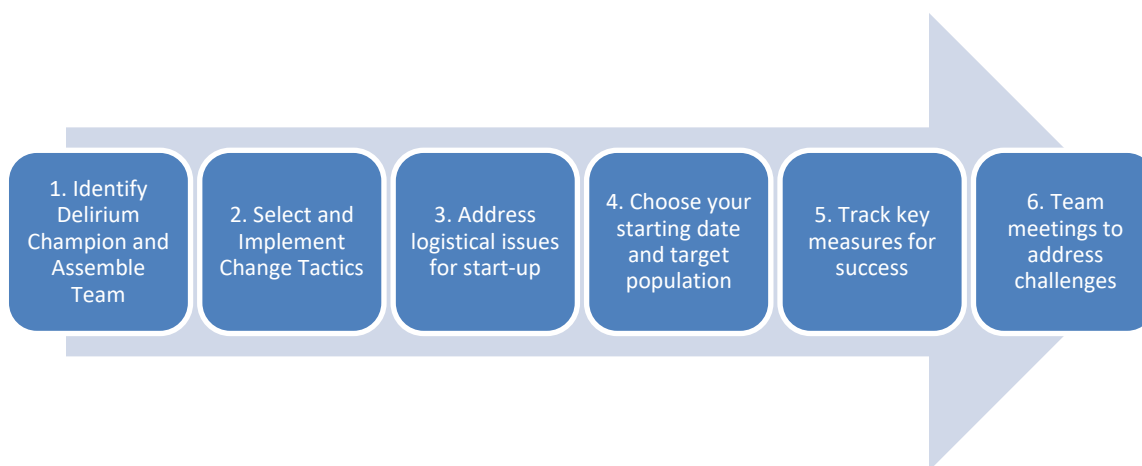 1. Identify
Delirium
Champion and
Assemble
Team
2. Select and
Implement
Change Tactics
3. Address
logistical issues
for start-up
4. Choose your
starting date
and target
population
5. Track key
measures for
success
6. Team
meetings to
address
challenges